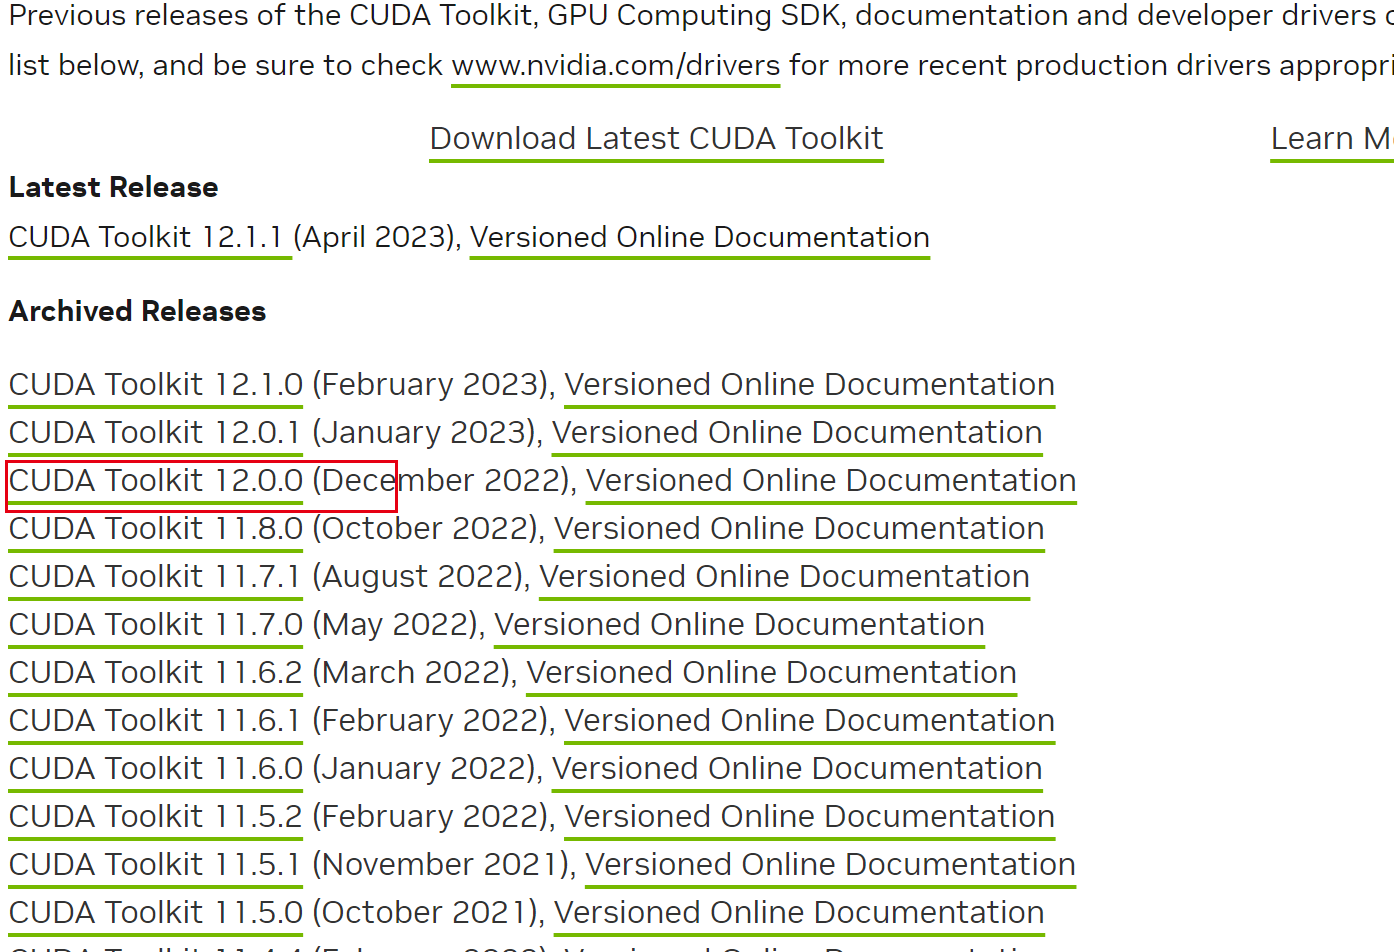 Previous releases of the CUDA Toolkit, GPU Computing SDK, documentation and developer drivers
list below, and be sure to check www.nvidia.com/drivers for more recent production drivers
Download Latest CUDA Toolkit Learn
Latest Release
CUDA Toolkit 12.1.1 (April 2023), Versioned Online Documentation
Archived Releases
CUDA Toolkit 12.1.0 (February 2023), Versioned Online Documentation
CUDA Toolkit 12.0.1 (January 2023), Versioned Online Documentation
CUDA Toolkit 12.0.0 (December 2022), Versioned Online Documentation
CUDA Toolkit 11.8.0 (October 2022), Versioned Online Documentation
CUDA Toolkit 11.7.1 (August 2022), Versioned Online Documentation
CUDA Toolkit 11.7.0 (May 2022), Versioned Online Documentation
CUDA Toolkit 11.6.2 (March 2022), Versioned Online Documentation
CUDA Toolkit 11.6.1 (February 2022), Versioned Online Documentation
CUDA Toolkit 11.6.0 (January 2022), Versioned Online Documentation
CUDA Toolkit 11.5.2 (February 2022), Versioned Online Documentation
CUDA Toolkit 11.5.1 (November 2021), Versioned Online Documentation
CUDA Toolkit 11.5.0 (October 2021), Versioned Online Documentation